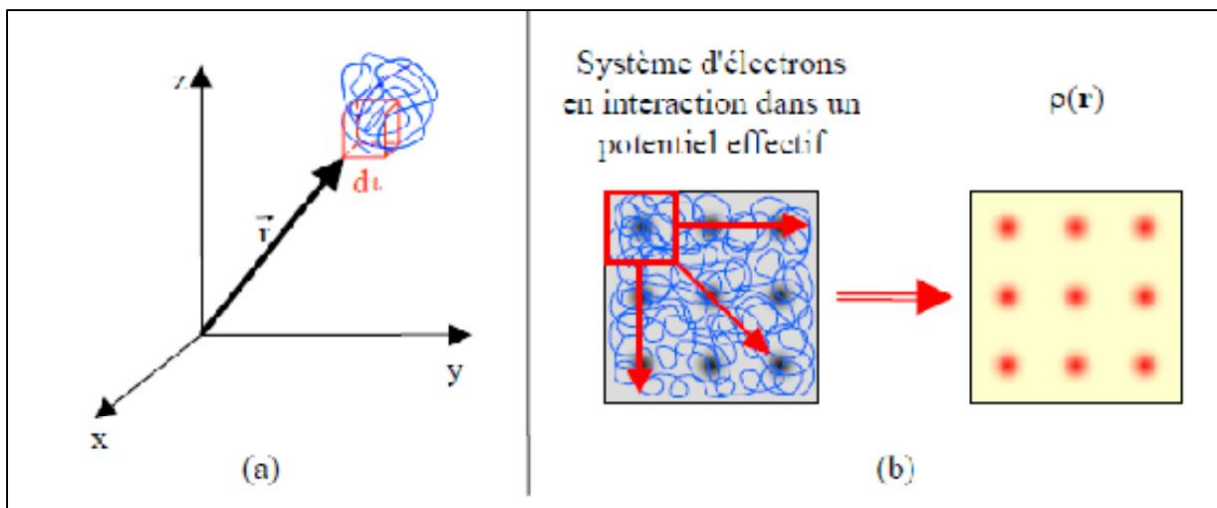 z
dτ
r
y
x
(a)
Système d'électrons
en interaction dans un
potentiel effectif
ρ(r)
(b)